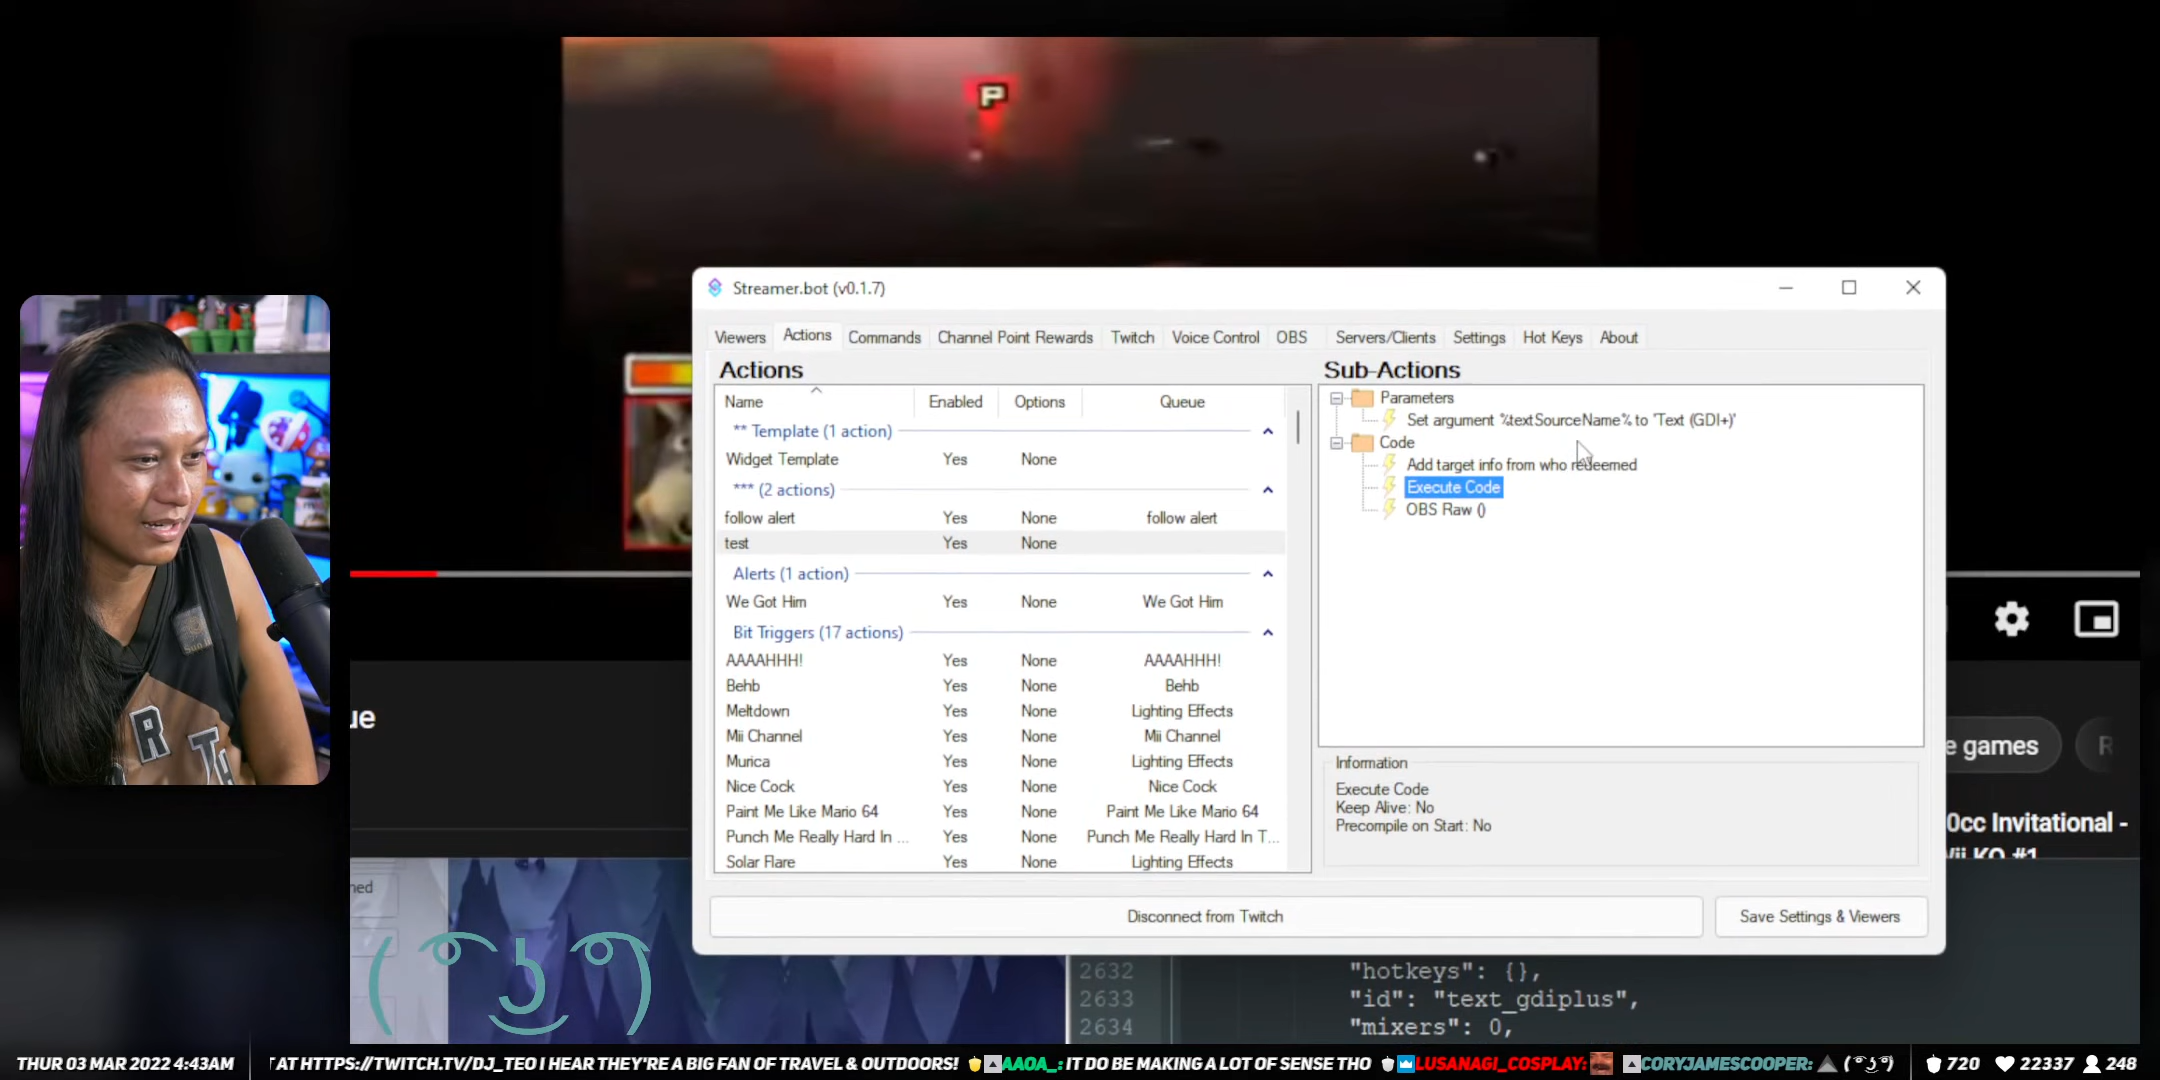 P
Streamer.bot (v0.1.7)
Viewers Actions Commands Channel Point Rewards Twitch Voice Control OBS Servers/Clients Settings Hot Keys About
Actions
Name Enabled Options Queue
** Template (1 action)
Widget Template Yes None
*** (2 actions)
follow alert Yes None follow alert
test Yes None
Alerts (1 action)
We Got Him Yes None We Got Him
Bit Triggers (17 actions)
AAAAHHH! Yes None AAAAHHH!
Behb Yes None Behb
Meltdown Yes None Lighting Effects
Mii Channel Yes None Mii Channel
Murica Yes None Lighting Effects
Nice Cock Yes None Nice Cock
Paint Me Like Mario 64 Yes None Paint Me Like Mario 64
Punch Me Really Hard In ... Yes None Punch Me Really Hard In T...
Solar Flare Yes None Lighting Effects
Sub-Actions
Parameters
Set argument %textSourceName% to 'Text (GDI+)'
Code
Add target info from who redeemed
Execute Code
OBS Raw ()
Information
Execute Code
Keep Alive: No
Precompile on Start: No
Disconnect from Twitch Save Settings & Viewers
ue
e games R
0cc Invitational -
Wii KO #1
ned
( ͡° ͜ʖ ͡°)
2632 "hotkeys": {},
2633 "id": "text_gdiplus",
2634 "mixers": 0,
R T
THUR 03 MAR 2022 4:43AM T AT HTTPS://TWITCH.TV/DJ_TEO I HEAR THEY'RE A BIG FAN OF TRAVEL & OUTDOORS! AAOA_: IT DO BE MAKING A LOT OF SENSE THO LUSANAGI_COSPLAY: CORYJAMESCOOPER: ( ͡° ͜ʖ ͡°) 720 22337 248